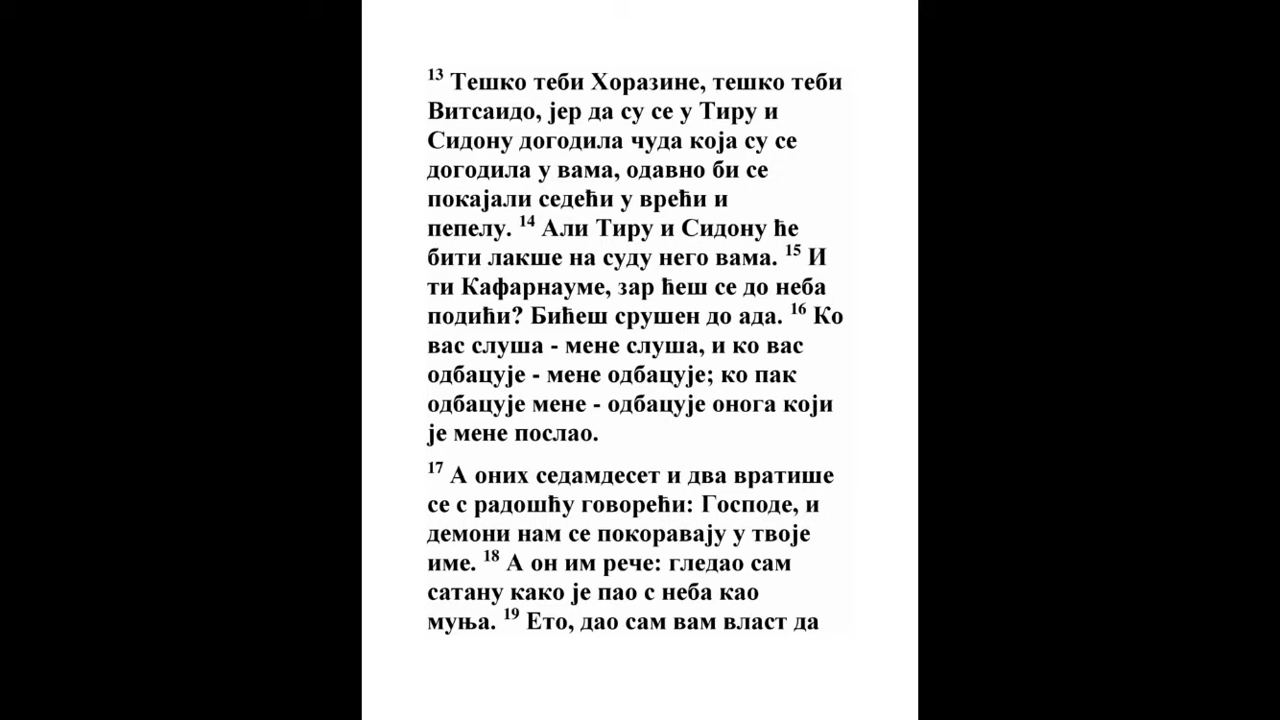 13 Тешко теби Хоразине, тешко теби
Витсаидо, јер да су се у Тиру и
Сидону догодила чуда која су се
догодила у вама, одавно би се
покајали седећи у врећи и
пепелу. 14 Али Тиру и Сидону ће
бити лакше на суду него вама. 15 И
ти Кафарнауме, зар ћеш се до неба
подићи? Бићеш срушен до ада. 16 Ко
вас слуша - мене слуша, и ко вас
одбацује - мене одбацује; ко пак
одбацује мене - одбацује онога који
је мене послао.
17 А оних седамдесет и два вратише
се с радошћу говорећи: Господе, и
демони нам се покоравају у твоје
име. 18 А он им рече: гледао сам
сатану како је пао с неба као
муња. 19 Ето, дао сам вам власт да